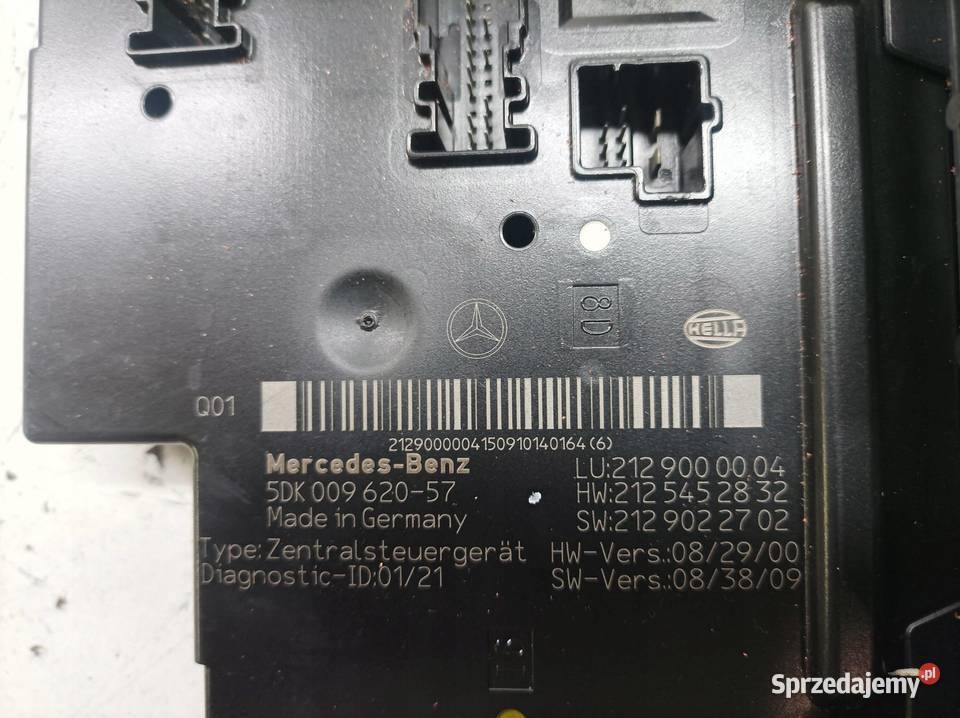 8D
HELLA
Q01
2129000004150910140164(6)
Mercedes-Benz
LU:212 900 00 04
5DK 009 620-57
HW:212 545 28 32
Made in Germany
SW:212 902 27 02
Type: Zentralsteuergerät
HW-Vers.:08/29/00
Diagnostic-ID:01/21
SW-Vers.:08/38/09
Sprzedajemy.pl